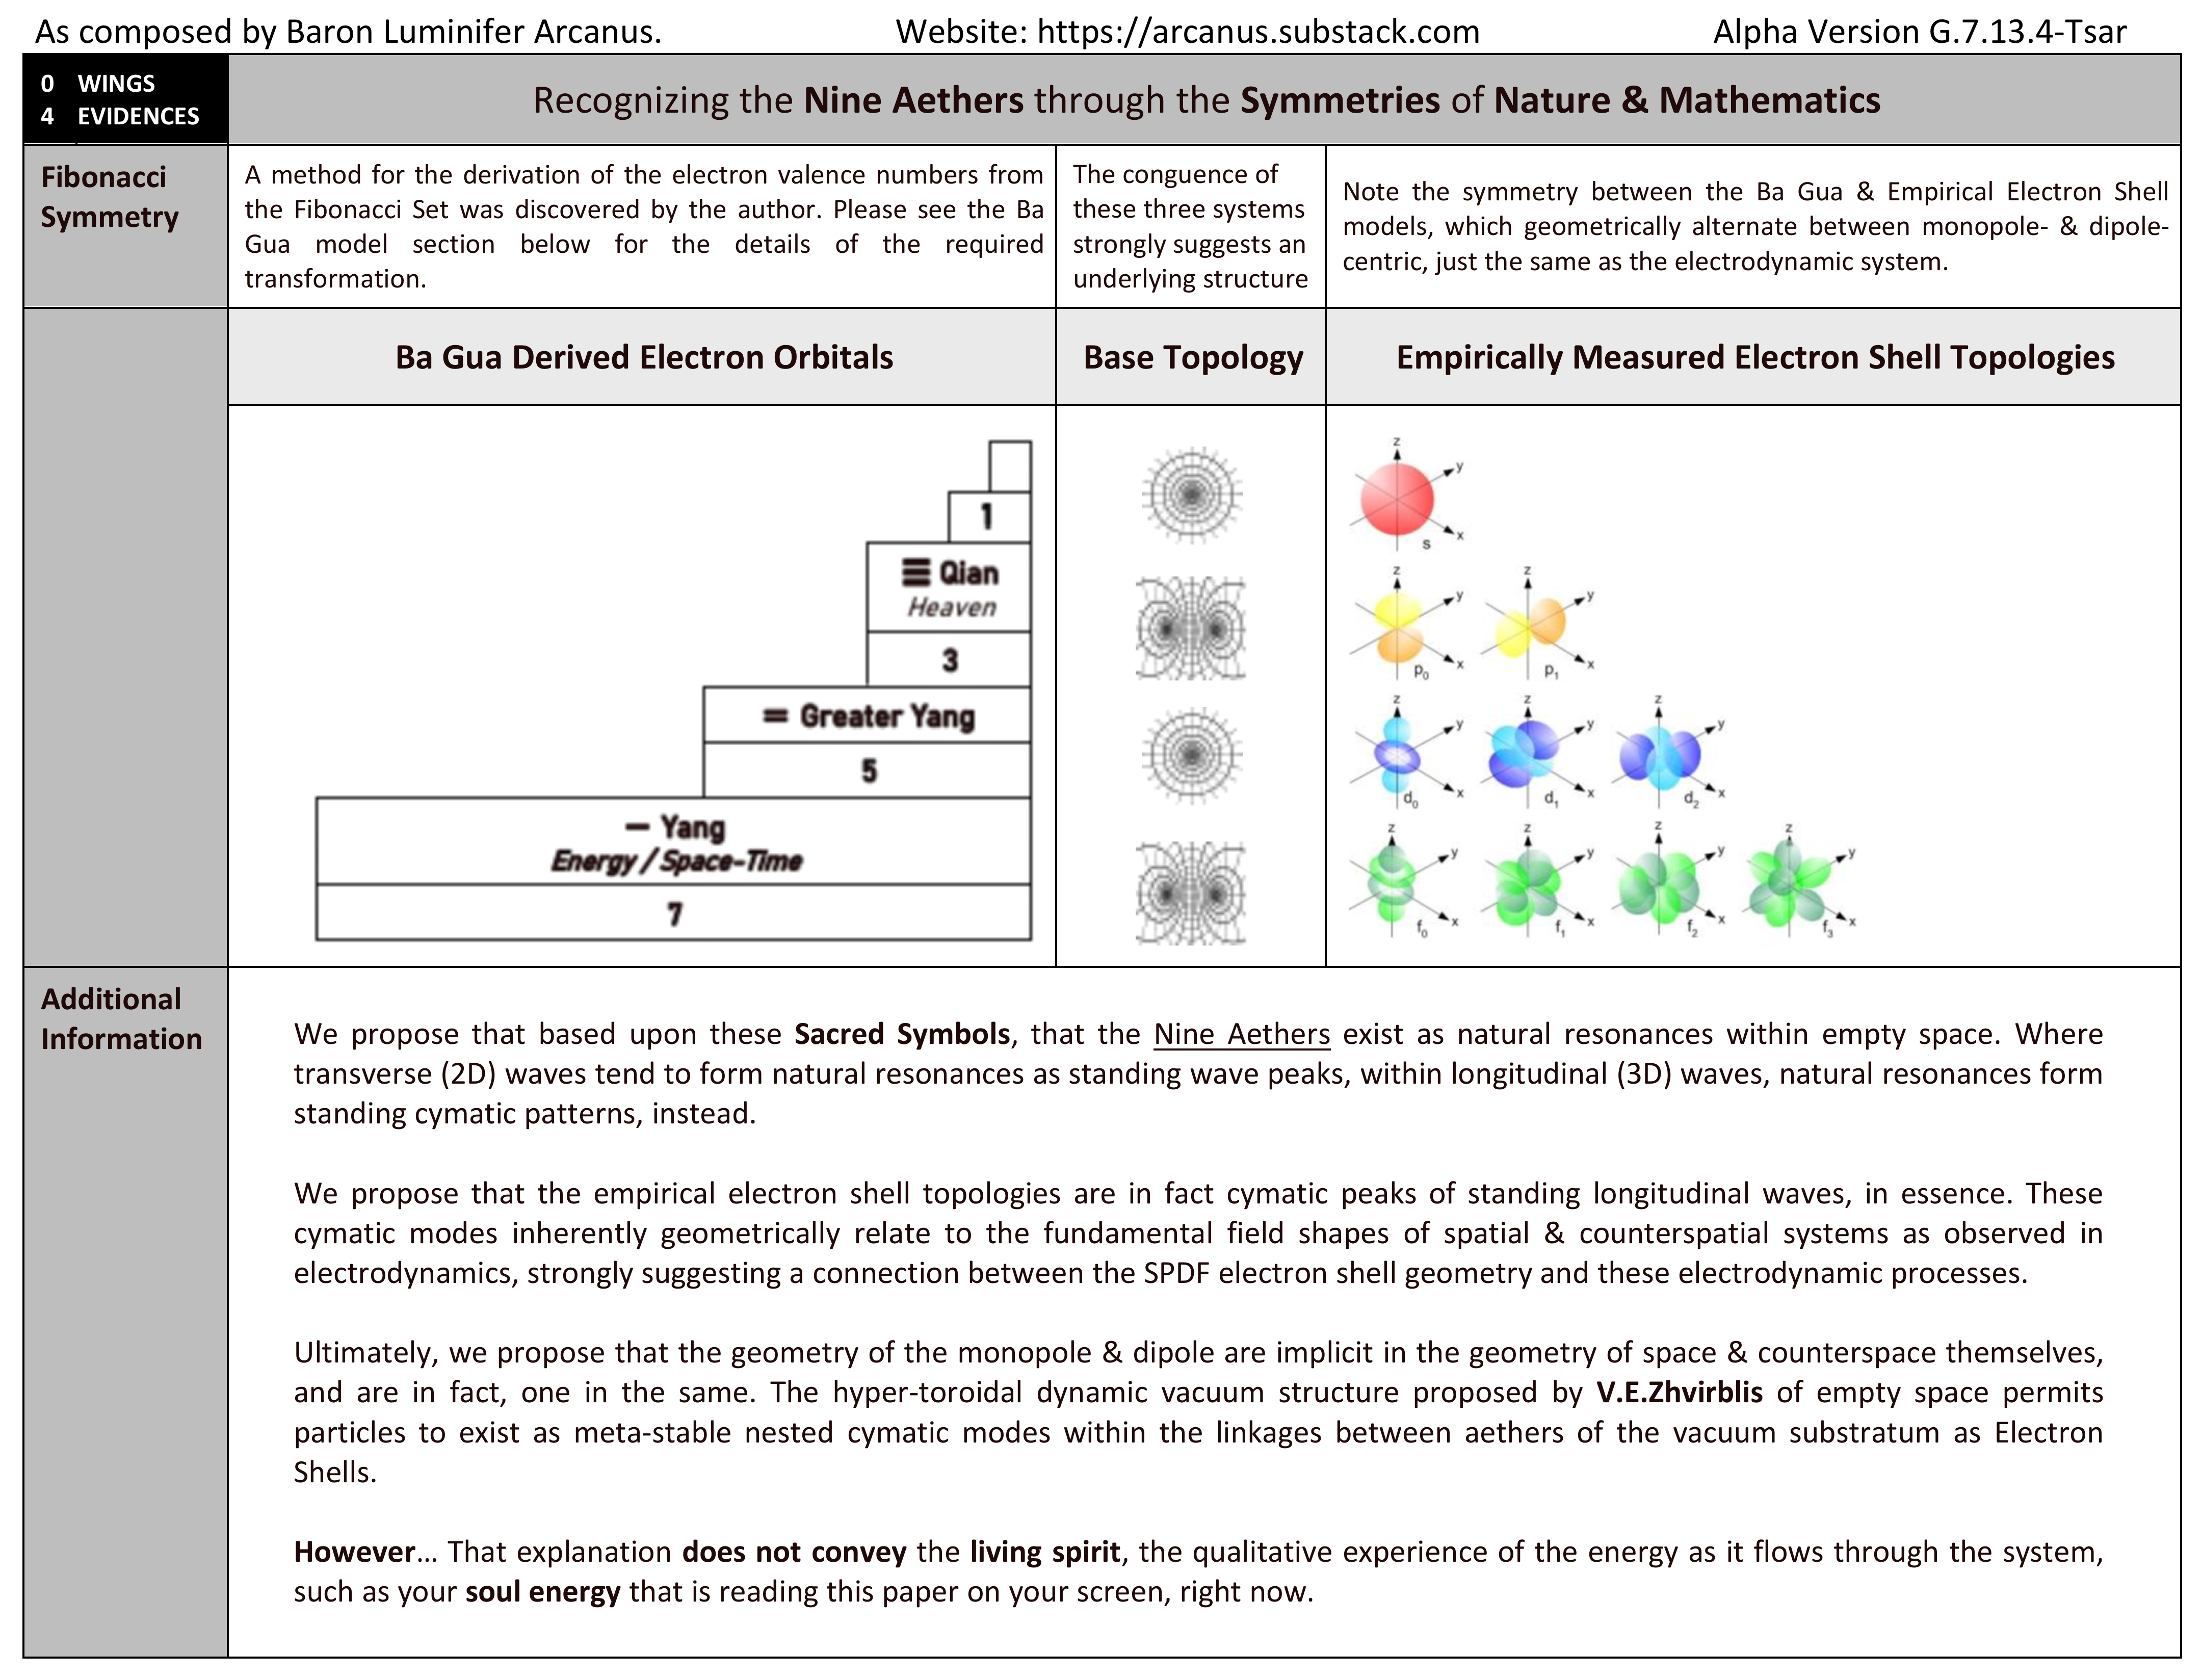 As composed by Baron Luminifer Arcanus.
Website: https://arcanus.substack.com
Alpha Version G.7.13.4-Tsar
0 WINGS
4 EVIDENCES
Recognizing the Nine Aethers through the Symmetries of Nature & Mathematics
Fibonacci
Symmetry
A method for the derivation of the electron valence numbers from
the Fibonacci Set was discovered by the author. Please see the Ba
Gua model section below for the details of the required
transformation.
The conguence of
these three systems
strongly suggests an
underlying structure
Note the symmetry between the Ba Gua & Empirical Electron Shell
models, which geometrically alternate between monopole- & dipole-
centric, just the same as the electrodynamic system.
Ba Gua Derived Electron Orbitals
Base Topology
Empirically Measured Electron Shell Topologies
1
☰ Qian
Heaven
3
⚌ Greater Yang
5
⚊ Yang
Energy / Space-Time
7
z
y
x
s
z
y
x
p0
z
y
x
p1
z
y
x
d0
z
y
x
d1
z
y
x
d2
z
y
x
f0
z
y
x
f1
z
y
x
f2
z
y
x
f3
Additional
Information
We propose that based upon these Sacred Symbols, that the Nine Aethers exist as natural resonances within empty space. Where
transverse (2D) waves tend to form natural resonances as standing wave peaks, within longitudinal (3D) waves, natural resonances form
standing cymatic patterns, instead.
We propose that the empirical electron shell topologies are in fact cymatic peaks of standing longitudinal waves, in essence. These
cymatic modes inherently geometrically relate to the fundamental field shapes of spatial & counterspatial systems as observed in
electrodynamics, strongly suggesting a connection between the SPDF electron shell geometry and these electrodynamic processes.
Ultimately, we propose that the geometry of the monopole & dipole are implicit in the geometry of space & counterspace themselves,
and are in fact, one in the same. The hyper-toroidal dynamic vacuum structure proposed by V.E.Zhvirblis of empty space permits
particles to exist as meta-stable nested cymatic modes within the linkages between aethers of the vacuum substratum as Electron
Shells.
However… That explanation does not convey the living spirit, the qualitative experience of the energy as it flows through the system,
such as your soul energy that is reading this paper on your screen, right now.